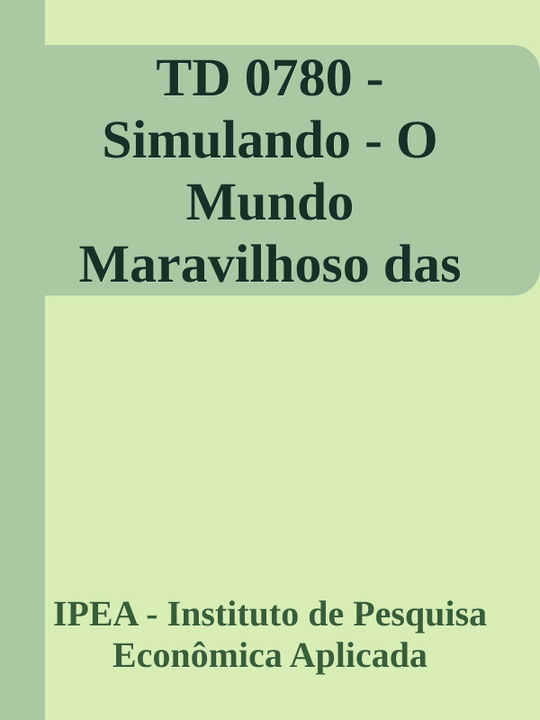 TD 0780 -
Simulando - O
Mundo
Maravilhoso das
IPEA - Instituto de Pesquisa
Econômica Aplicada